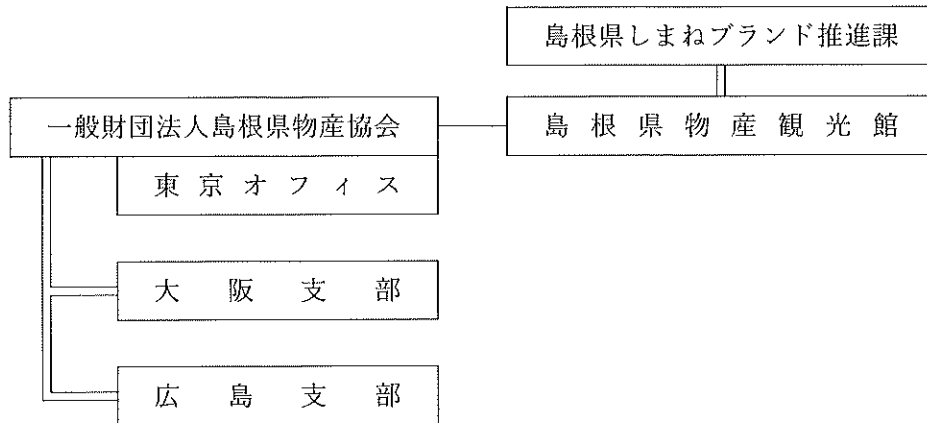 島根県しまねブランド推進課
一般財団法人島根県物産協会
島根県物産観光館
東京オフィス
大阪支部
広島支部